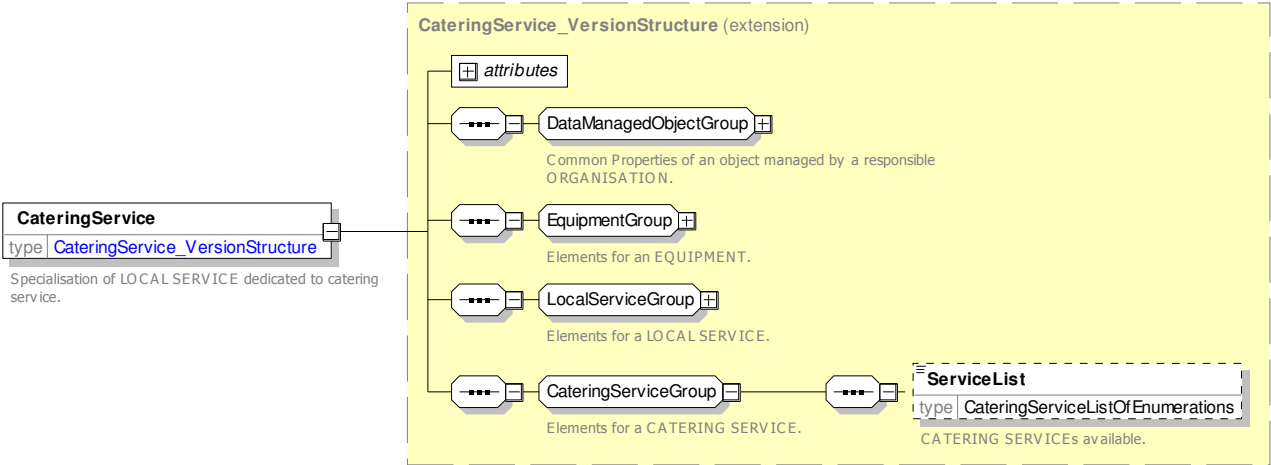 CateringService_VersionStructure (extension)
attributes
DataManagedObjectGroup
Common Properties of an object managed by a responsible
ORGANISATION.
CateringService
type CateringService_VersionStructure
Specialisation of LOCAL SERVICE dedicated to catering
service.
EquipmentGroup
Elements for an EQUIPMENT.
LocalServiceGroup
Elements for a LOCAL SERVICE.
CateringServiceGroup
Elements for a CATERING SERVICE.
ServiceList
type CateringServiceListOfEnumerations
CATERING SERVICEs available.